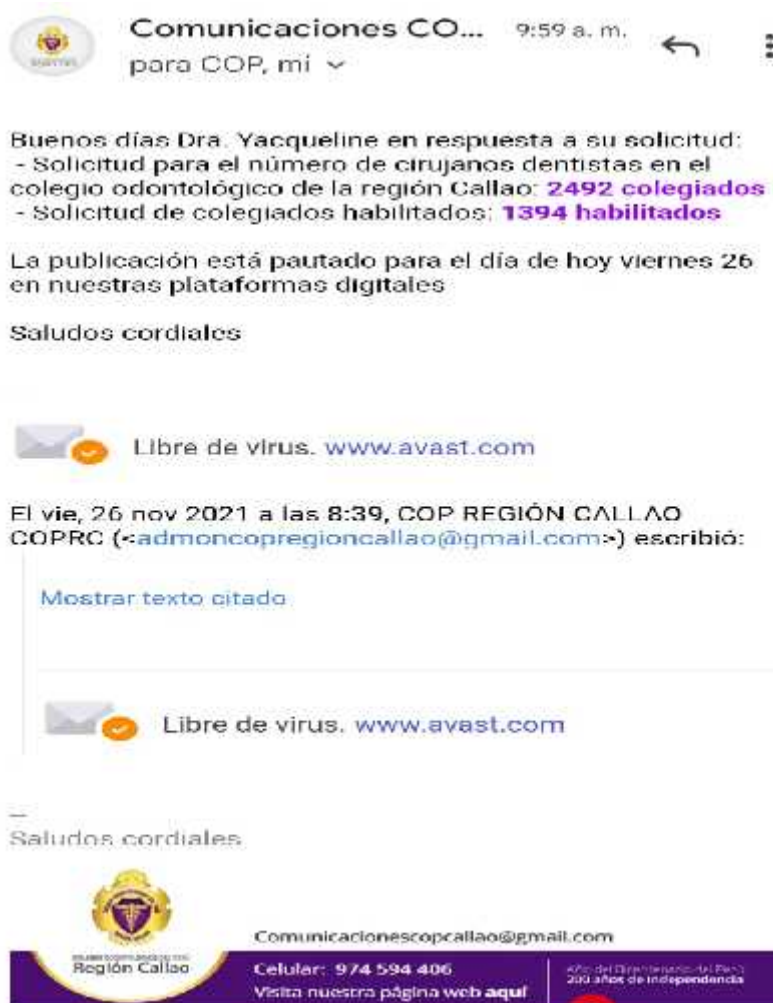 Comunicaciones CO... 9:59 a. m.
para COP, mí
Buenos días Dra. Yacqueline en respuesta a su solicitud:
- Solicitud para el número de cirujanos dentistas en el
colegio odontológico de la región Callao: 2492 colegiados
- Solicitud de colegiados habilitados: 1394 habilitados
La publicación está pautado para el día de hoy viernes 26
en nuestras plataformas digitales
Saludos cordiales
Libre de virus. www.avast.com
El vie, 26 nov 2021 a las 8:39, COP REGIÓN CALLAO
COPRC (<admoncopregioncallao@gmail.com>) escribió:
Mostrar texto citado
Libre de virus. www.avast.com
--
Saludos cordiales
Región Callao
Comunicacionescopcallao@gmail.com
Celular: 974 594 406
Visita nuestra página web aquí
Año del Bicentenario del Perú
200 años de independencia